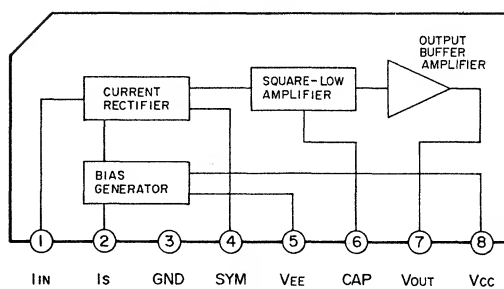 OUTPUT
BUFFER
AMPLIFIER
SQUARE-LOW
AMPLIFIER
CURRENT
RECTIFIER
BIAS
GENERATOR
1 2 3 4 5 6 7 8
IIN IS GND SYM VEE CAP VOUT VCC